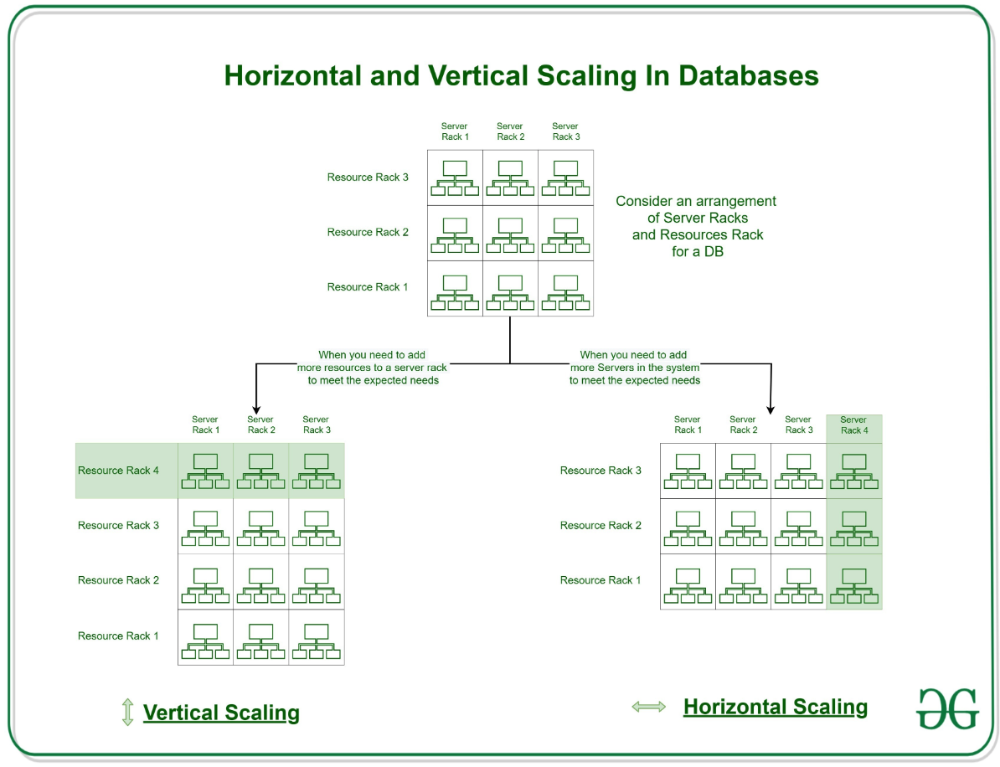 Horizontal and Vertical Scaling In Databases
Server Rack 1
Server Rack 2
Server Rack 3
Resource Rack 3
Resource Rack 2
Resource Rack 1
Consider an arrangement
of Server Racks
and Resources Rack
for a DB
When you need to add
more resources to a server rack
to meet the expected needs
When you need to add
more Servers in the system
to meet the expected needs
Server Rack 1
Server Rack 2
Server Rack 3
Resource Rack 4
Resource Rack 3
Resource Rack 2
Resource Rack 1
Server Rack 1
Server Rack 2
Server Rack 3
Server Rack 4
Resource Rack 3
Resource Rack 2
Resource Rack 1
Vertical Scaling
Horizontal Scaling